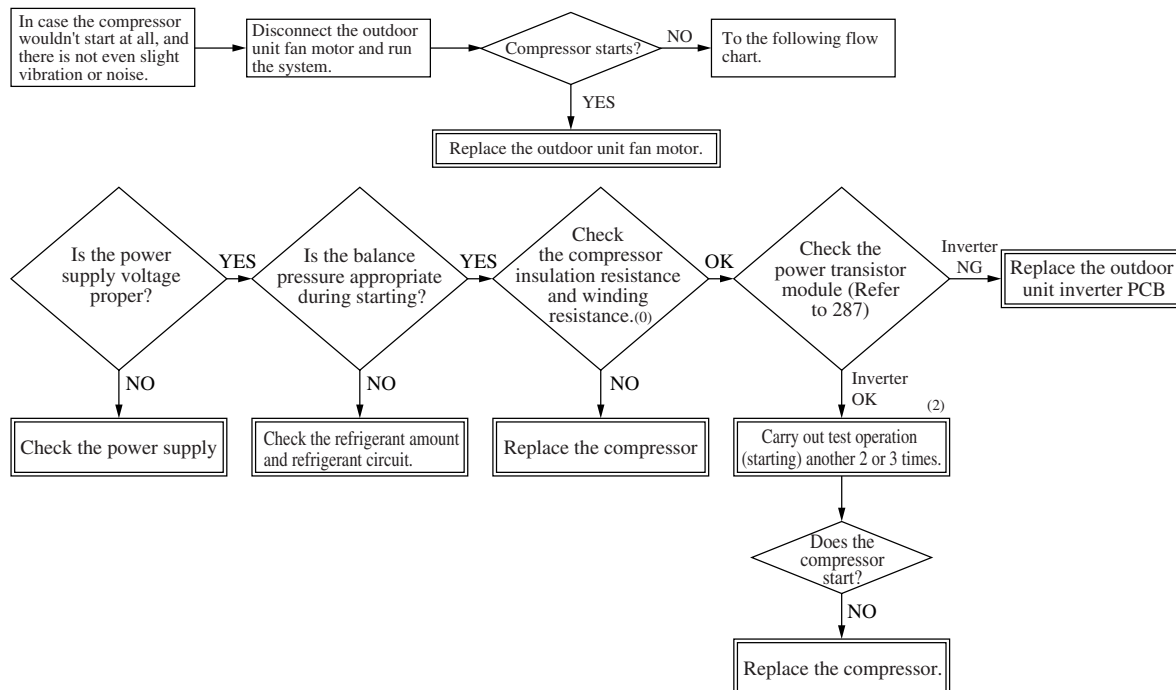 In case the compressor
wouldn't start at all, and
there is not even slight
vibration or noise.
Disconnect the outdoor
unit fan motor and run
the system.
Compressor starts?
NO
To the following flow
chart.
YES
Replace the outdoor unit fan motor.
Is the power
supply voltage
proper?
YES
Is the balance
pressure appropriate
during starting?
YES
Check
the compressor
insulation resistance
and winding
resistance.(0)
OK
Check the
power transistor
module (Refer
to 287)
Inverter
NG
Replace the outdoor
unit inverter PCB
NO
Check the power supply
NO
Check the refrigerant amount
and refrigerant circuit.
NO
Replace the compressor
Inverter
OK
(2)
Carry out test operation
(starting) another 2 or 3 times.
Does the
compressor
start?
NO
Replace the compressor.